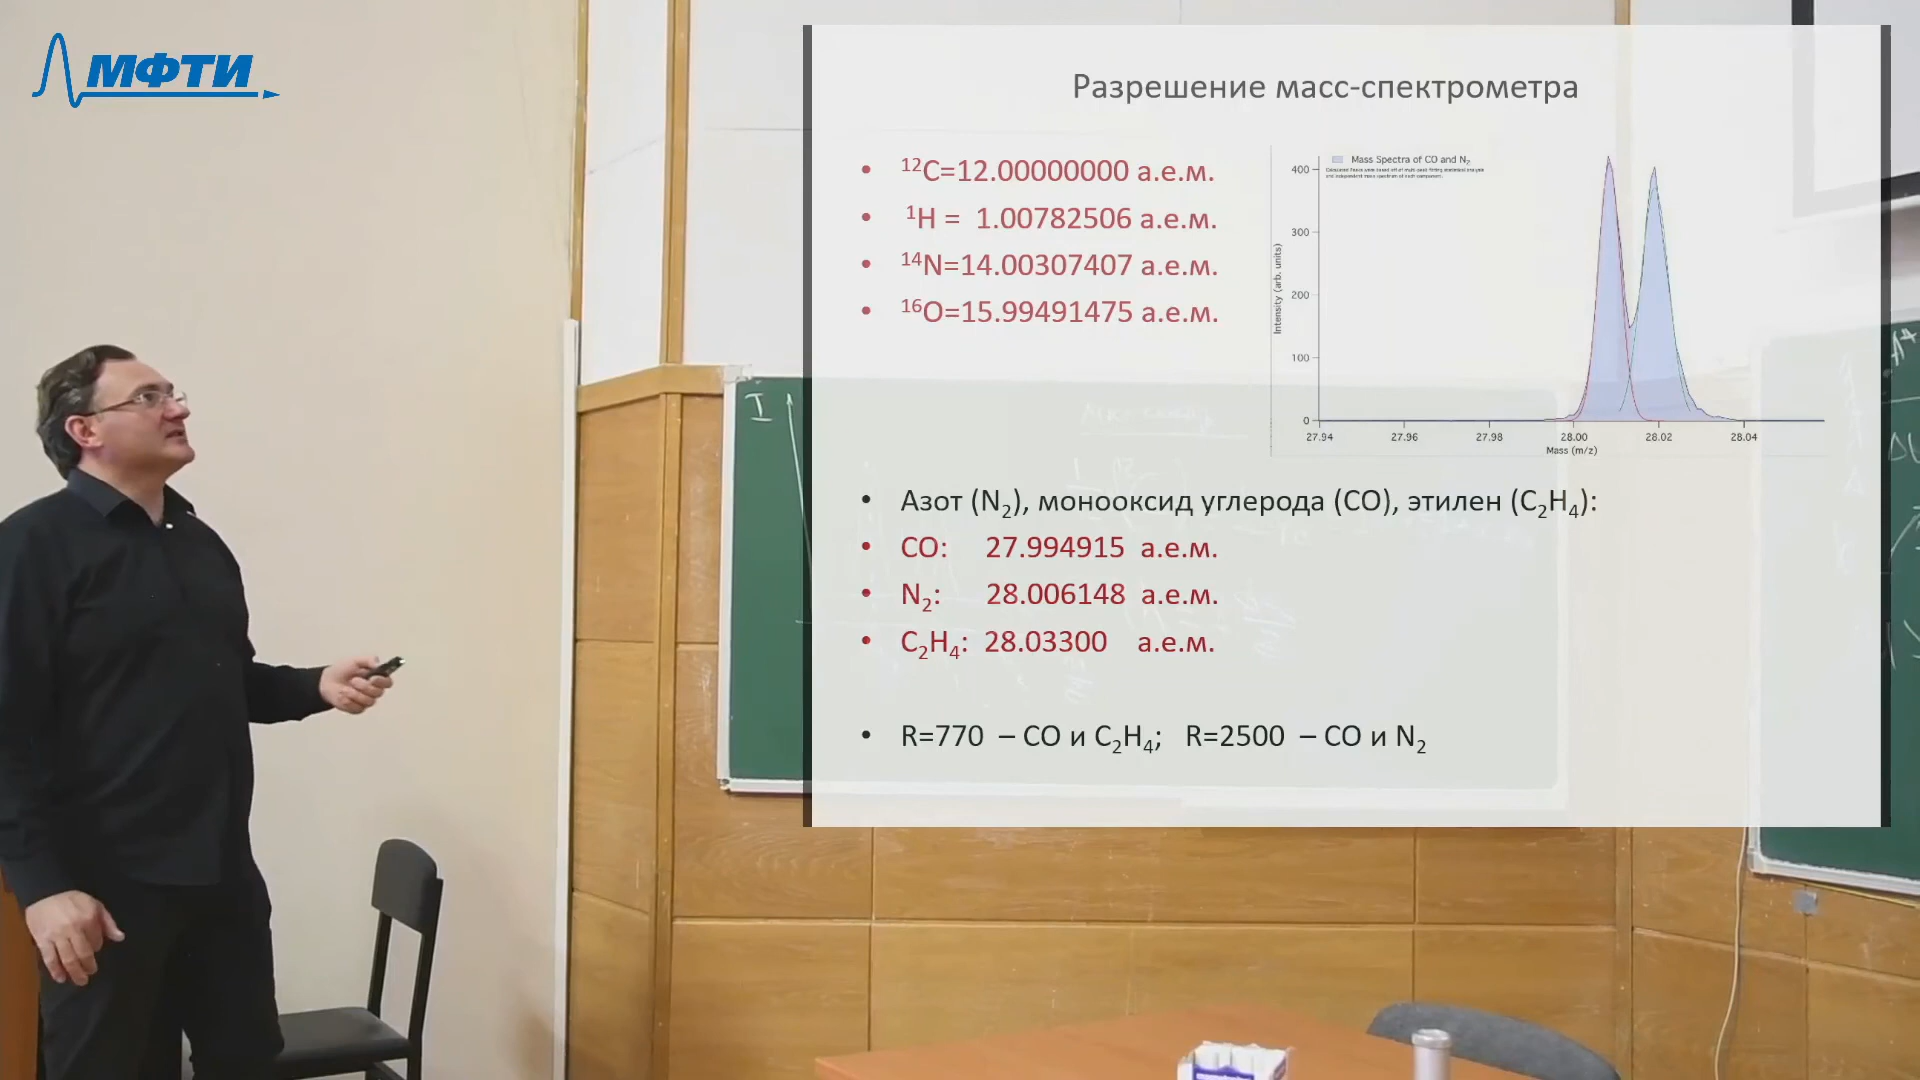 МФТИ
Разрешение масс-спектрометра
• ¹²C=12.00000000 а.е.м.
• ¹H = 1.00782506 а.е.м.
• ¹⁴N=14.00307407 а.е.м.
• ¹⁶O=15.99491475 а.е.м.
Mass Spectra of CO and N₂
400
300
200
100
0
Intensity (arb. units)
27.94 27.96 27.98 28.00 28.02 28.04
Mass (m/z)
• Азот (N₂), монооксид углерода (CO), этилен (C₂H₄):
• CO: 27.994915 а.е.м.
• N₂: 28.006148 а.е.м.
• C₂H₄: 28.03300 а.е.м.
• R=770 – CO и C₂H₄; R=2500 – CO и N₂
I